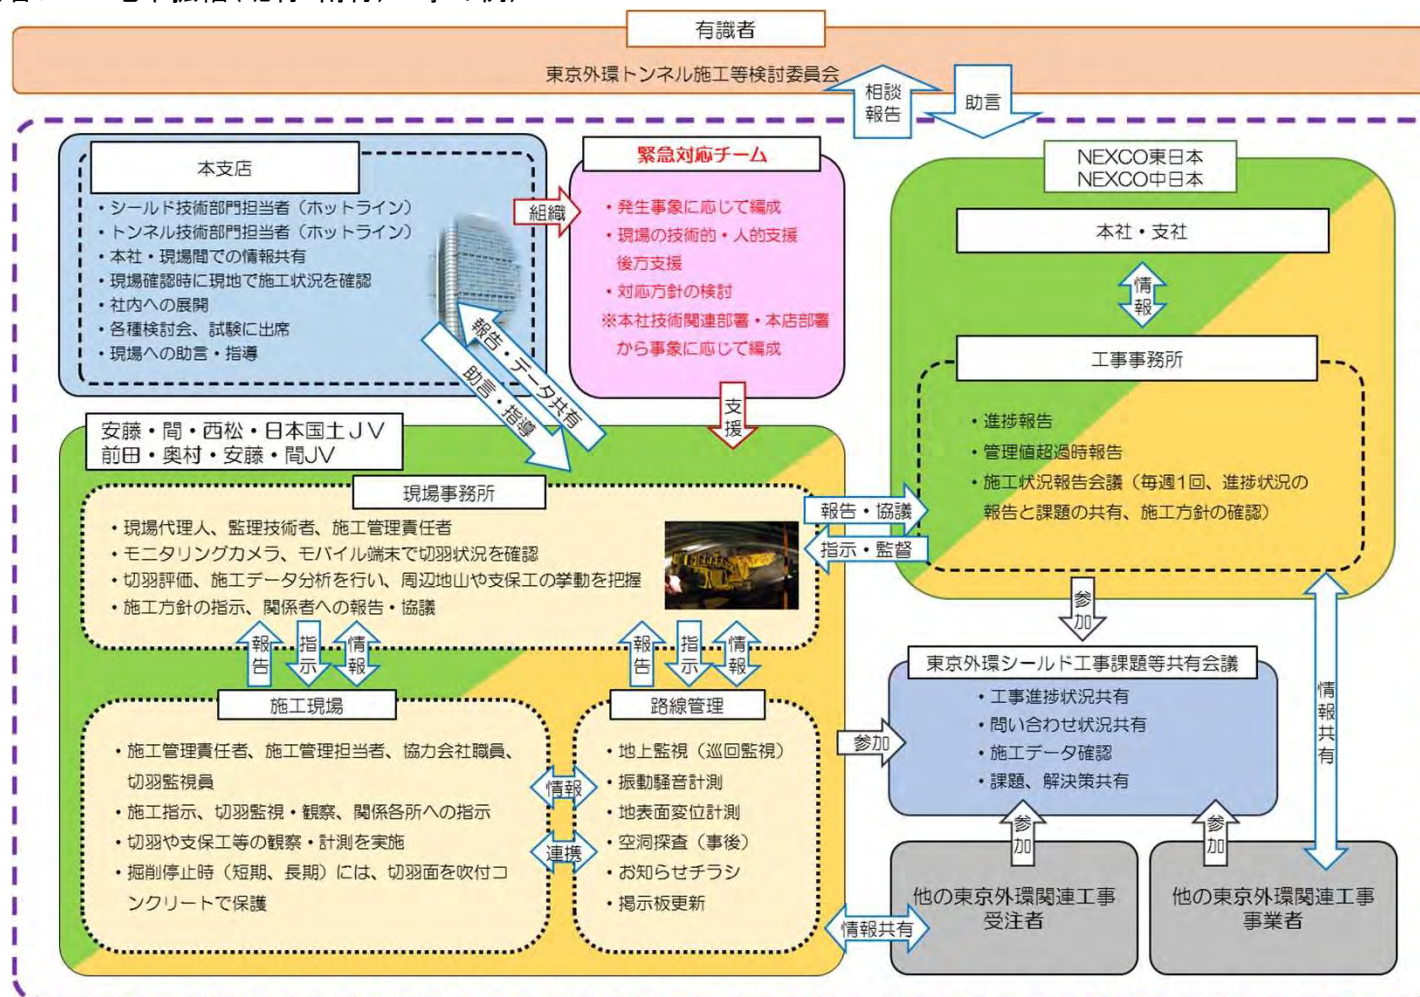 有識者
東京外環トンネル施工等検討委員会
相談
報告
助言
本支店
・シールド技術部門担当者（ホットライン）
・トンネル技術部門担当者（ホットライン）
・本社・現場間での情報共有
・現場確認時に現地で施工状況を確認
・社内への展開
・各種検討会、試験に出席
・現場への助言・指導
組織
緊急対応チーム
・発生事象に応じて編成
・現場の技術的・人的支援
後方支援
・対応方針の検討
※本社技術関連部署・本店部署
から事象に応じて編成
支援
報告・データ共有
助言・指導
NEXCO東日本
NEXCO中日本
本社・支社
情報
工事事務所
・進捗報告
・管理値超過時報告
・施工状況報告会議（毎週1回、進捗状況の
報告と課題の共有、施工方針の確認）
安藤・間・西松・日本国土ＪＶ
前田・奥村・安藤・間JV
現場事務所
・現場代理人、監理技術者、施工管理責任者
・モニタリングカメラ、モバイル端末で切羽状況を確認
・切羽評価、施工データ分析を行い、周辺地山や支保工の挙動を把握
・施工方針の指示、関係者への報告・協議
報告・協議
指示・監督
報告
指示
情報
報告
指示
情報
施工現場
・施工管理責任者、施工管理担当者、協力会社職員、
切羽監視員
・施工指示、切羽監視・観察、関係各所への指示
・切羽や支保工等の観察・計測を実施
・掘削停止時（短期、長期）には、切羽面を吹付コ
ンクリートで保護
情報
連携
路線管理
・地上監視（巡回監視）
・振動騒音計測
・地表面変位計測
・空洞探査（事後）
・お知らせチラシ
・掲示板更新
参加
参加
東京外環シールド工事課題等共有会議
・工事進捗状況共有
・問い合わせ状況共有
・施工データ確認
・課題、解決策共有
情報共有
参加
参加
他の東京外環関連工事
受注者
他の東京外環関連工事
事業者
情報共有